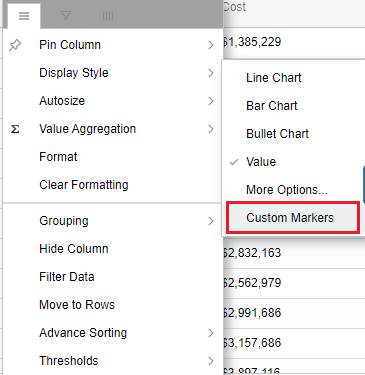 Cost
Pin Column
$1,385,229
Display Style
Autosize
Line Chart
Bar Chart
Σ Value Aggregation
Bullet Chart
Format
Value
Clear Formatting
More Options...
Grouping
Custom Markers
Hide Column
$2,832,163
Filter Data
$2,562,979
Move to Rows
$2,991,686
Advance Sorting
$3,157,686
Thresholds
$3,897,116